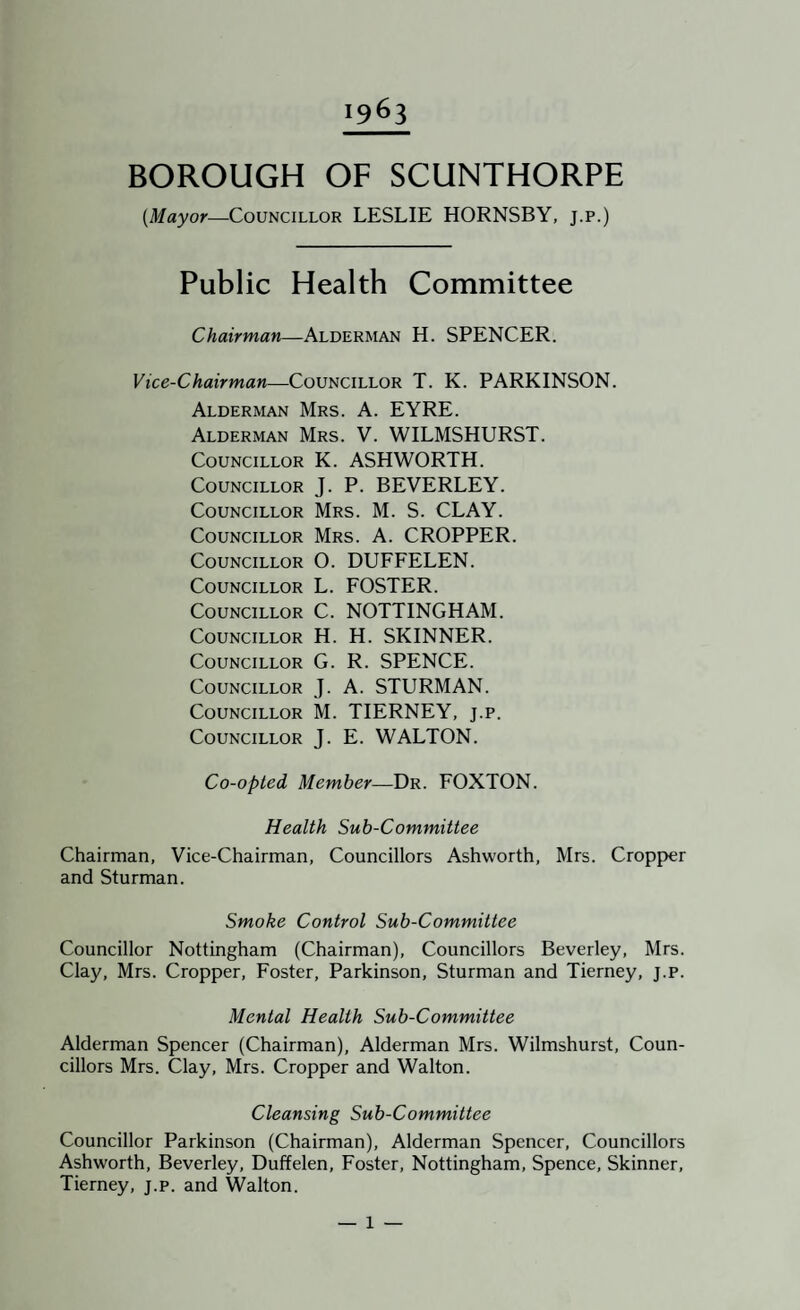 1963
BOROUGH OF SCUNTHORPE
(Mayor—Councillor LESLIE HORNSBY, J.P.)
Public Health Committee
Chairman—Alderman H. SPENCER.
Vice-Chairman—Councillor T. K. PARKINSON.
Alderman Mrs. A. EYRE.
Alderman Mrs. V. WILMSHURST.
Councillor K. ASHWORTH.
Councillor J. P. BEVERLEY.
Councillor Mrs. M. S. CLAY.
Councillor Mrs. A. CROPPER.
Councillor O. DUFFELEN.
Councillor L. FOSTER.
Councillor C. NOTTINGHAM.
Councillor H. H. SKINNER.
Councillor G. R. SPENCE.
Councillor J. A. STURMAN.
Councillor M. TIERNEY, J.P.
Councillor J. E. WALTON.
Co-opted Member—Dr. FOXTON.
Health Sub-Committee
Chairman, Vice-Chairman, Councillors Ashworth, Mrs. Cropper
and Sturman.
Smoke Control Sub-Committee
Councillor Nottingham (Chairman), Councillors Beverley, Mrs.
Clay, Mrs. Cropper, Foster, Parkinson, Sturman and Tierney, J.P.
Mental Health Sub-Committee
Alderman Spencer (Chairman), Alderman Mrs. Wilmshurst, Coun-
cillors Mrs. Clay, Mrs. Cropper and Walton.
Cleansing Sub-Committee
Councillor Parkinson (Chairman), Alderman Spencer, Councillors
Ashworth, Beverley, Duffelen, Foster, Nottingham, Spence, Skinner,
Tierney, J.P. and Walton.
— 1 —